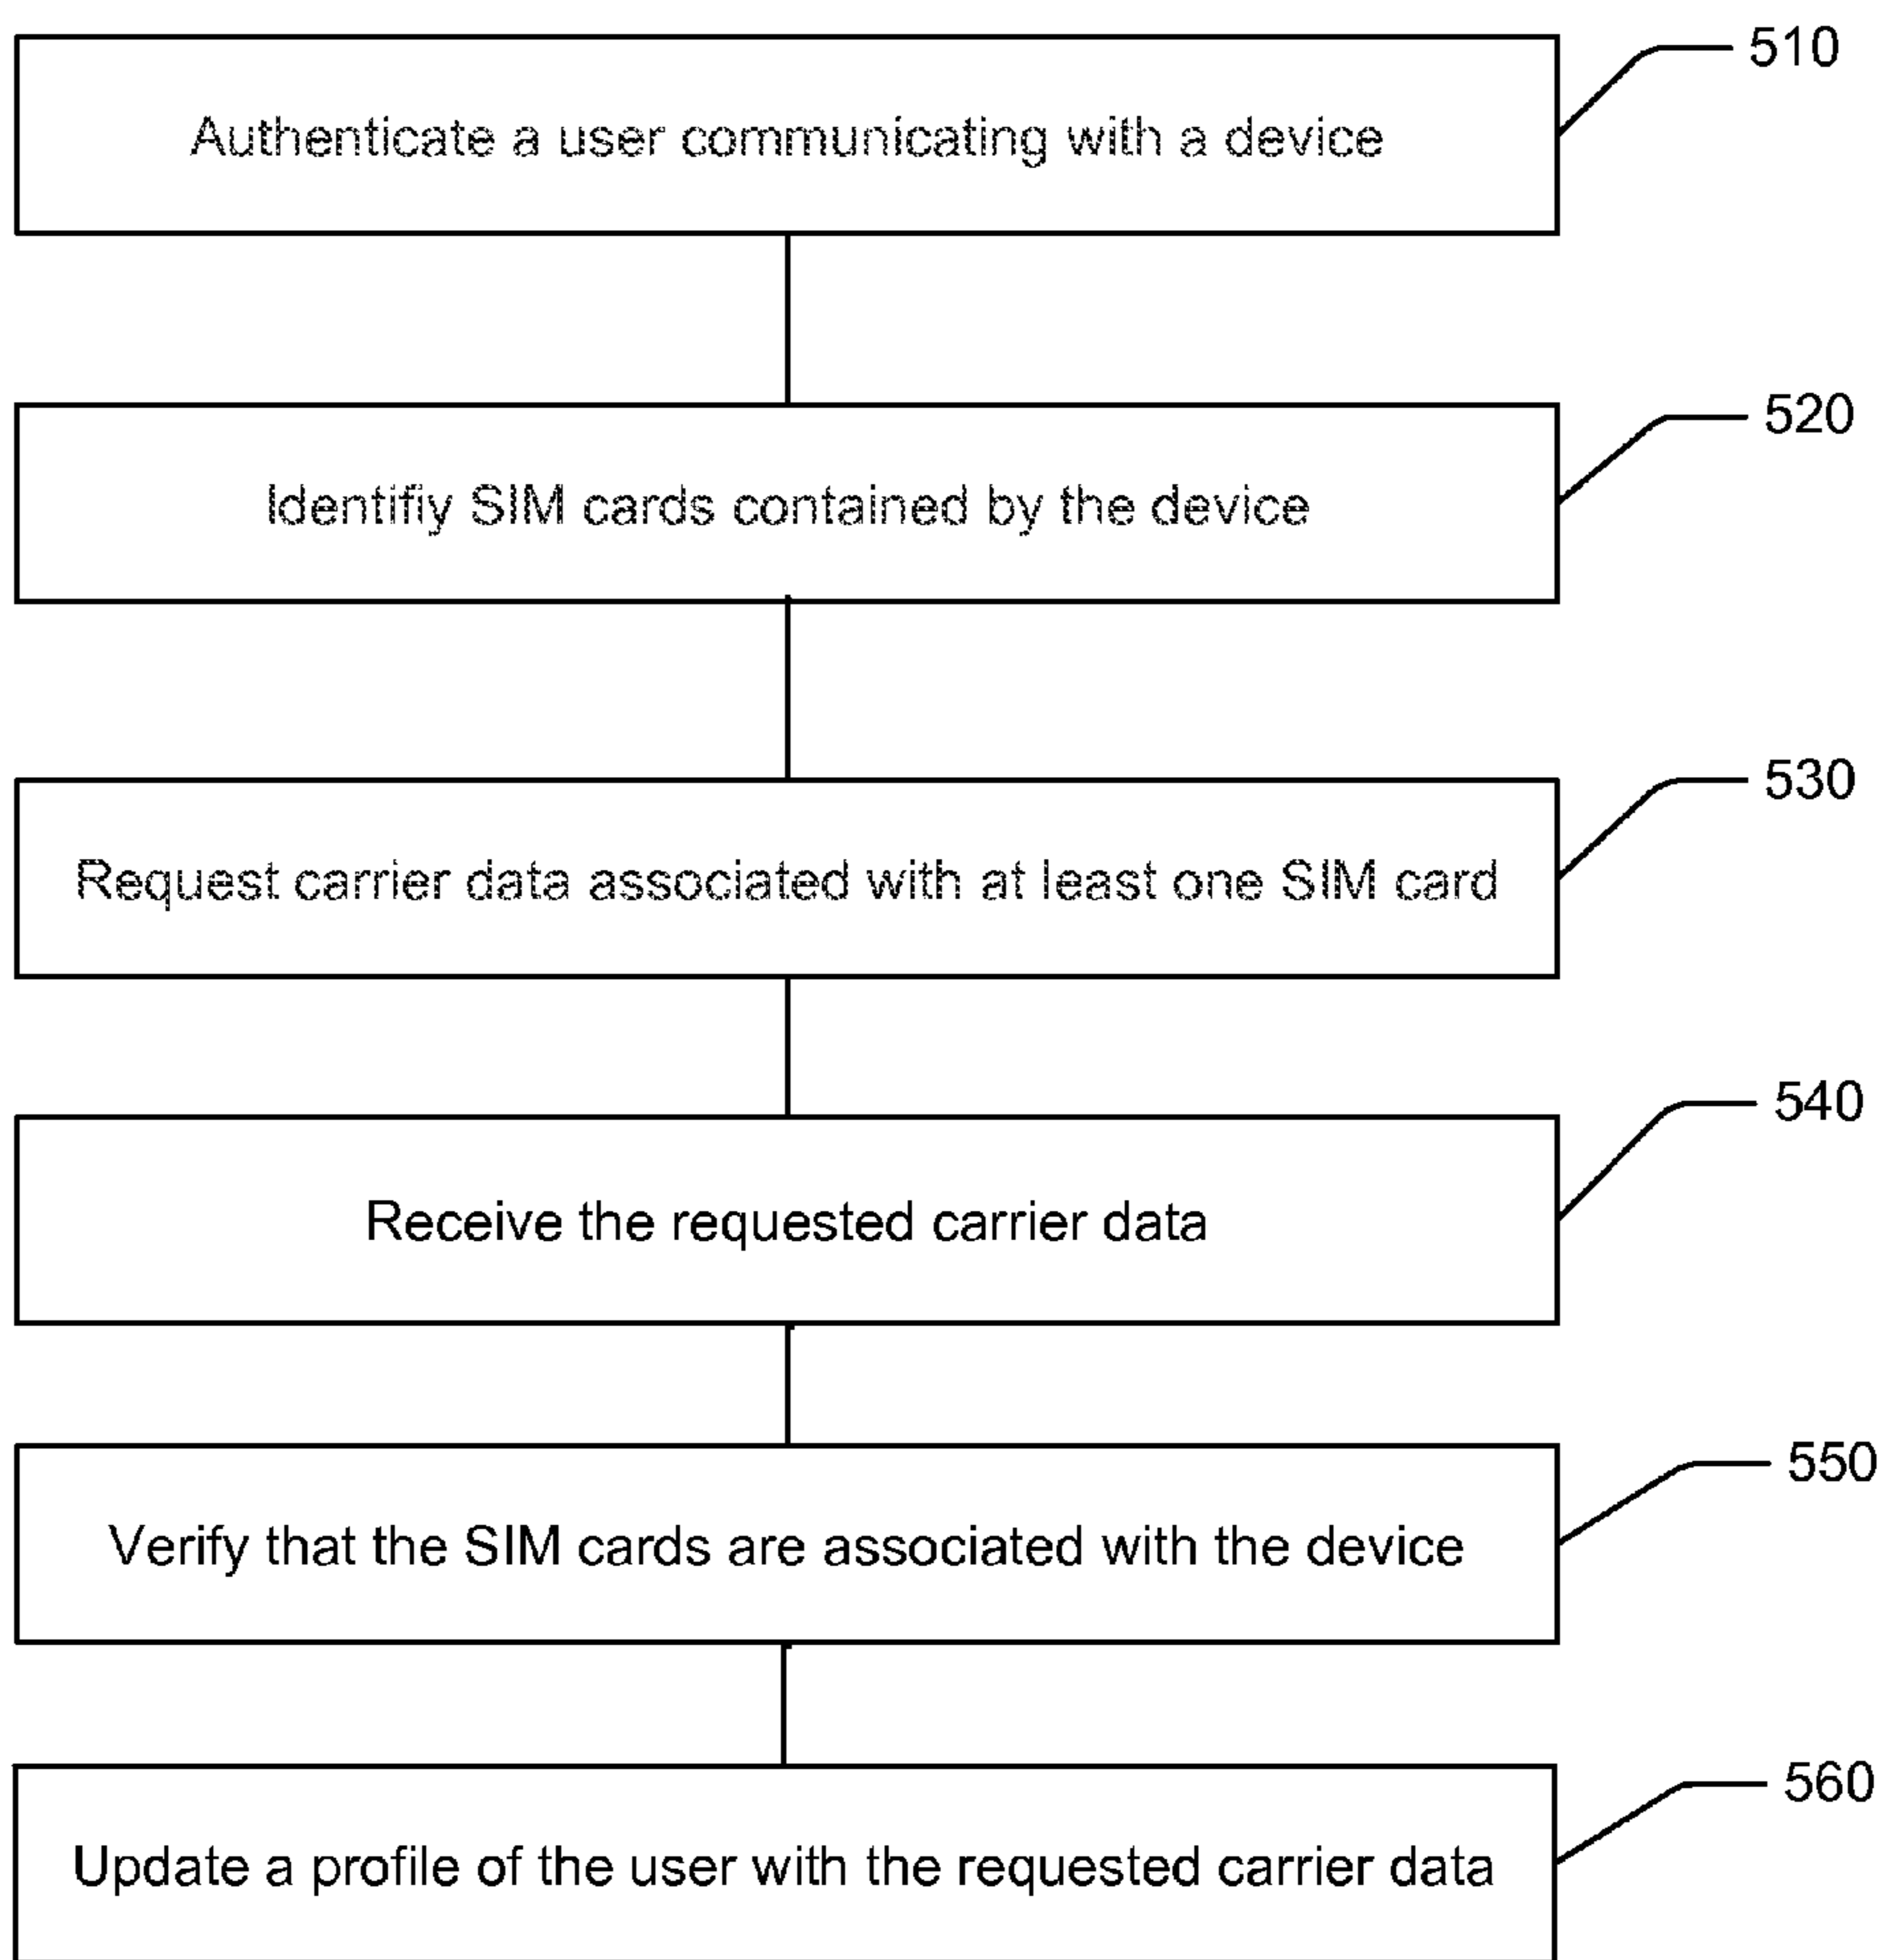 510
Authenticate a user communicating with a device
520
Identifiy SIM cards contained by the device
530
Request carrier data associated with at least one SIM card
540
Receive the requested carrier data
550
Verify that the SIM cards are associated with the device
560
Update a profile of the user with the requested carrier data